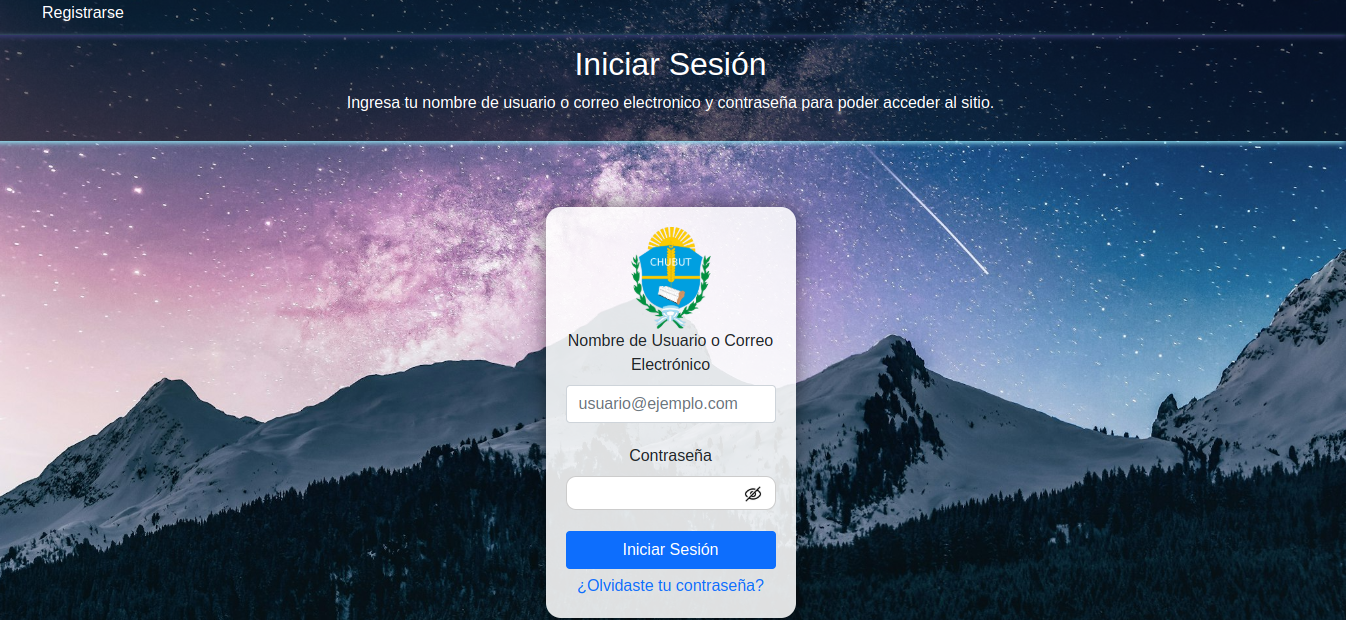 Registrarse
Iniciar Sesión
Ingresa tu nombre de usuario o correo electronico y contraseña para poder acceder al sitio.
CHUBUT
Nombre de Usuario o Correo
Electrónico
usuario@ejemplo.com
Contraseña
Iniciar Sesión
¿Olvidaste tu contraseña?